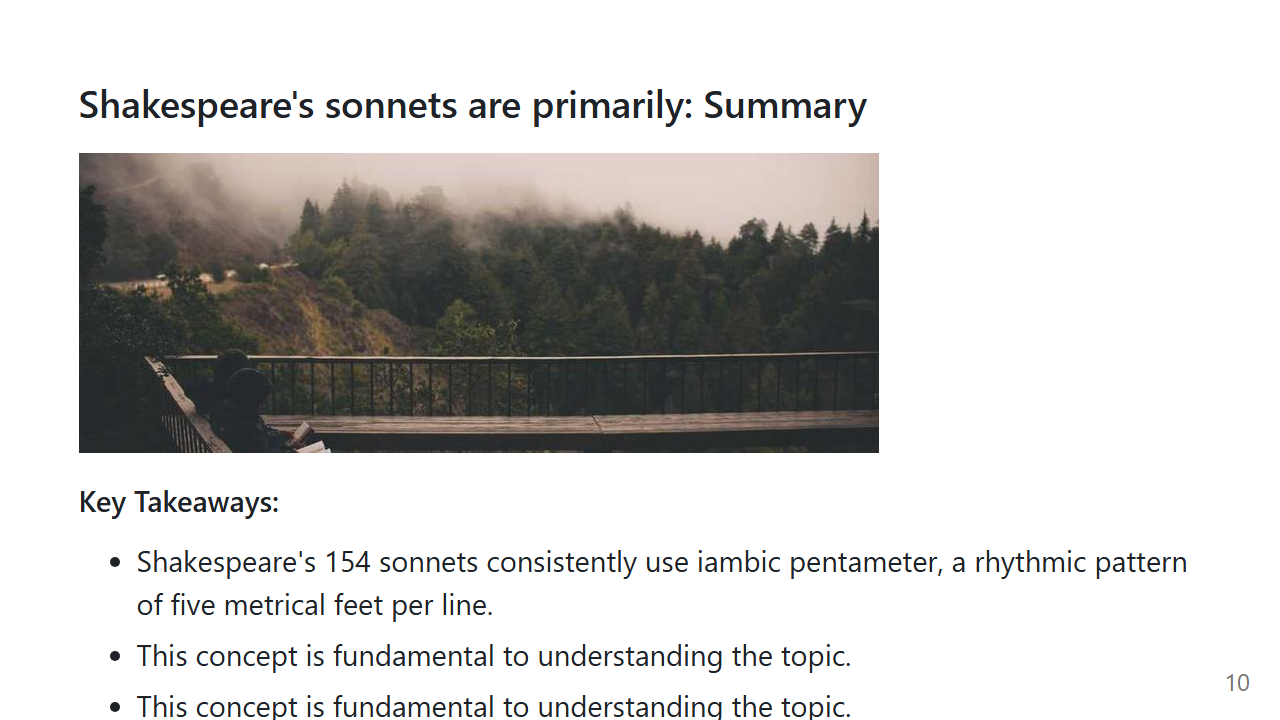 Shakespeare's sonnets are primarily: Summary
Key Takeaways:
Shakespeare's 154 sonnets consistently use iambic pentameter, a rhythmic pattern
of five metrical feet per line.
This concept is fundamental to understanding the topic.
This concept is fundamental to understanding the topic.
10